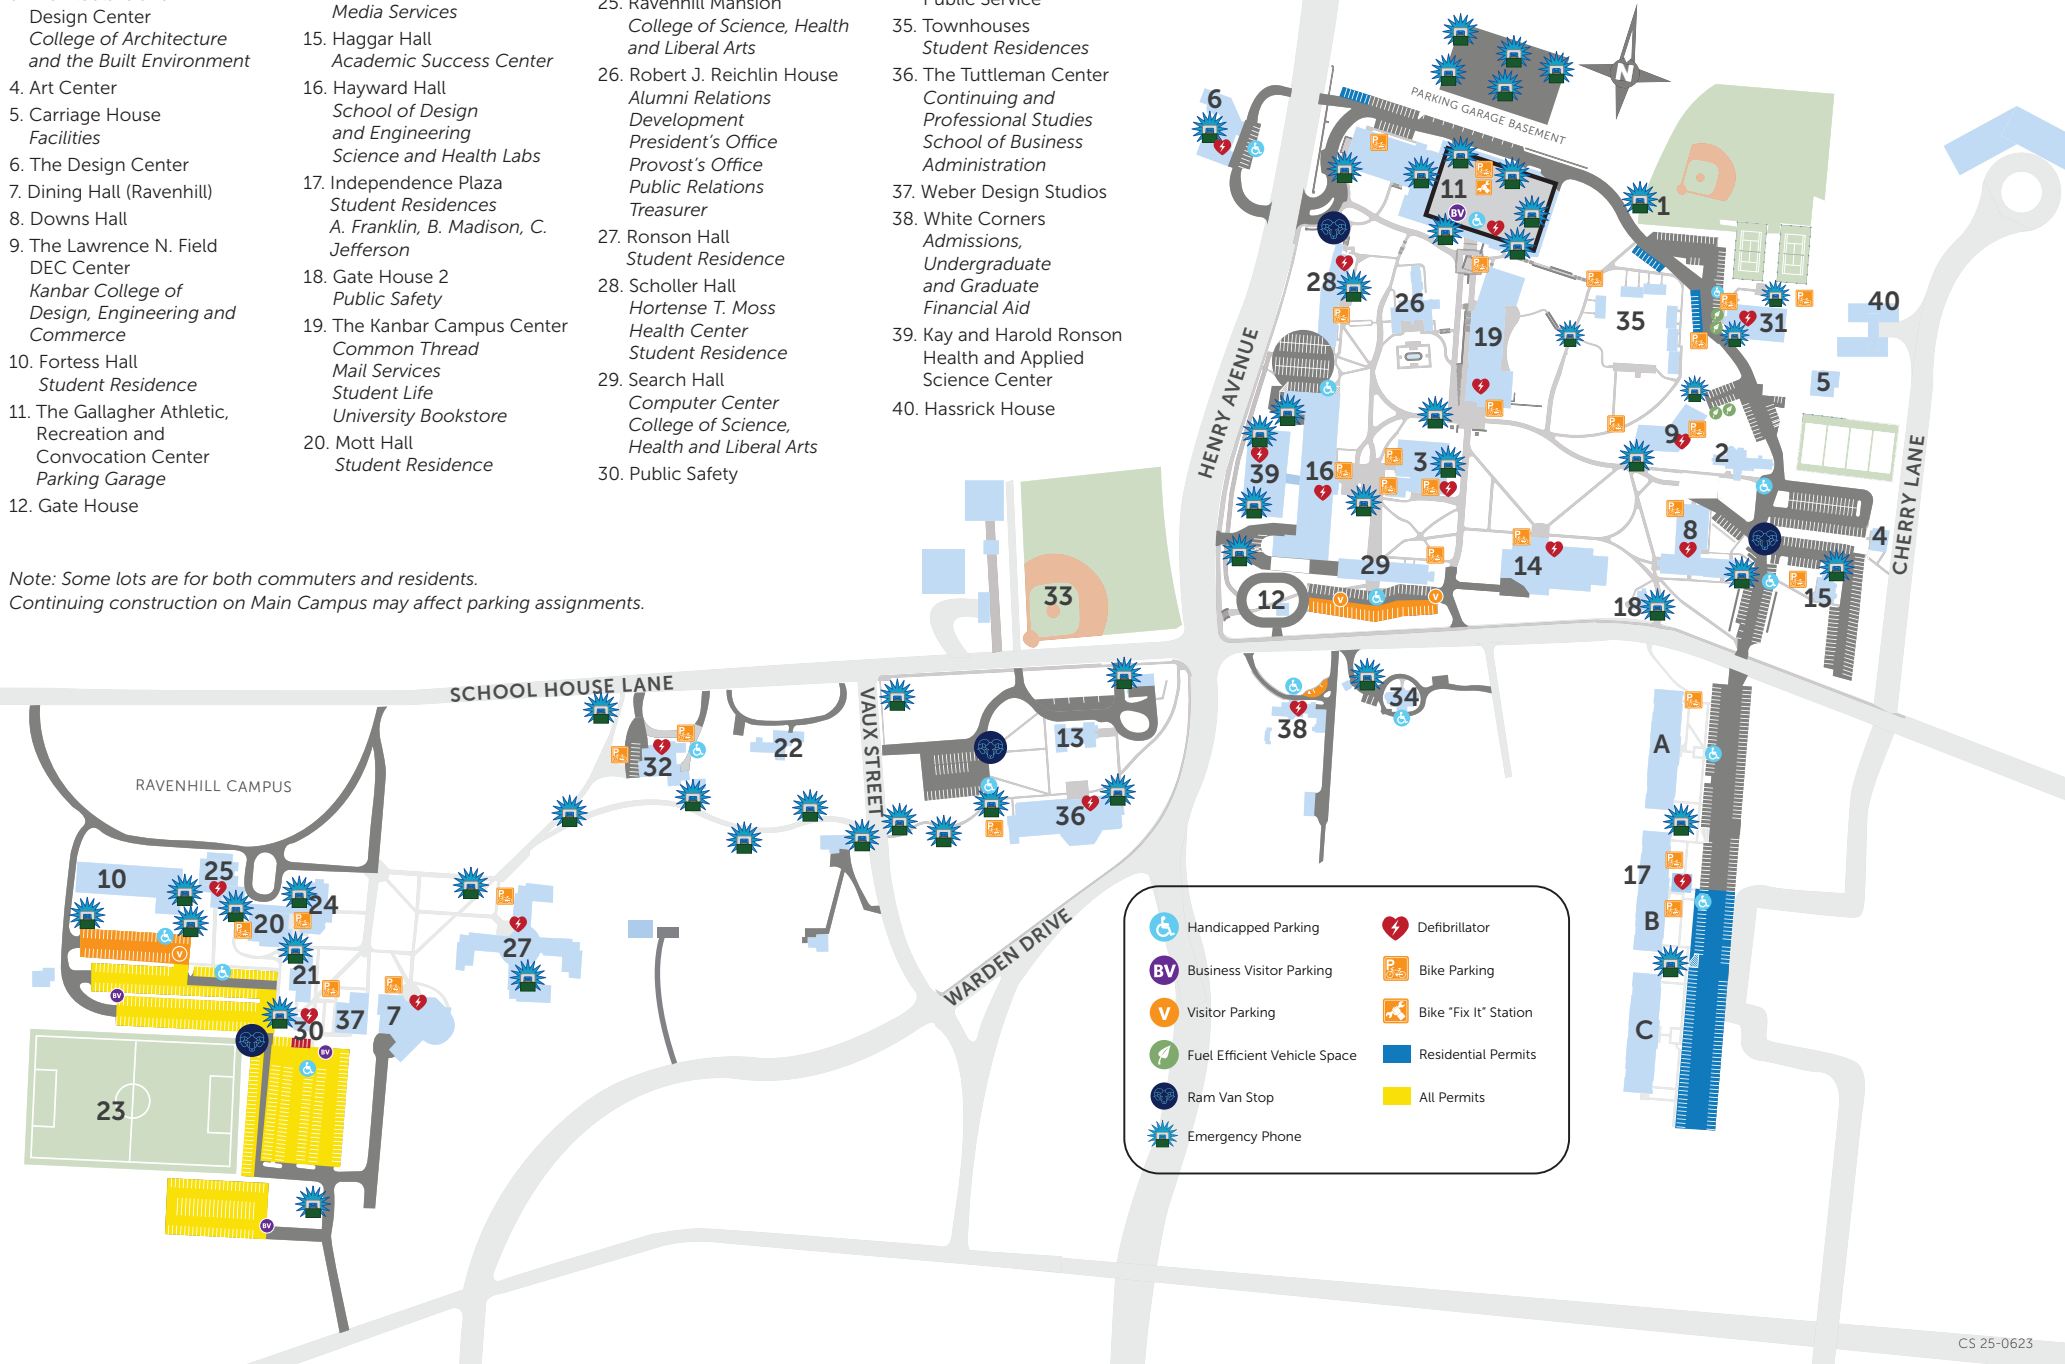 Design Center
College of Architecture
and the Built Environment
4. Art Center
5. Carriage House
Facilities
6. The Design Center
7. Dining Hall (Ravenhill)
8. Downs Hall
9. The Lawrence N. Field
DEC Center
Kanbar College of
Design, Engineering and
Commerce
10. Fortess Hall
Student Residence
11. The Gallagher Athletic,
Recreation and
Convocation Center
Parking Garage
12. Gate House
Media Services
15. Haggar Hall
Academic Success Center
16. Hayward Hall
School of Design
and Engineering
Science and Health Labs
17. Independence Plaza
Student Residences
A. Franklin, B. Madison, C.
Jefferson
18. Gate House 2
Public Safety
19. The Kanbar Campus Center
Common Thread
Mail Services
Student Life
University Bookstore
20. Mott Hall
Student Residence
25. Ravenhill Mansion
College of Science, Health
and Liberal Arts
26. Robert J. Reichlin House
Alumni Relations
Development
President's Office
Provost's Office
Public Relations
Treasurer
27. Ronson Hall
Student Residence
28. Scholler Hall
Hortense T. Moss
Health Center
Student Residence
29. Search Hall
Computer Center
College of Science,
Health and Liberal Arts
30. Public Safety
Public Service
35. Townhouses
Student Residences
36. The Tuttleman Center
Continuing and
Professional Studies
School of Business
Administration
37. Weber Design Studios
38. White Corners
Admissions,
Undergraduate
and Graduate
Financial Aid
39. Kay and Harold Ronson
Health and Applied
Science Center
40. Hassrick House
Note: Some lots are for both commuters and residents.
Continuing construction on Main Campus may affect parking assignments.
N
PARKING GARAGE BASEMENT
6
11
BV
1
28
26
19
35
31
40
5
HENRY AVENUE
CHERRY LANE
39
16
3
9
2
8
4
29
14
15
12
V
V
18
33
SCHOOL HOUSE LANE
VAUX STREET
WARDEN DRIVE
34
38
13
22
32
36
A
17
B
C
RAVENHILL CAMPUS
10
25
24
20
27
V
21
BV
37
7
30
BV
23
BV
Handicapped Parking
BV Business Visitor Parking
V Visitor Parking
Fuel Efficient Vehicle Space
Ram Van Stop
Emergency Phone
Defibrillator
P Bike Parking
Bike "Fix It" Station
Residential Permits
All Permits
CS 25-0623